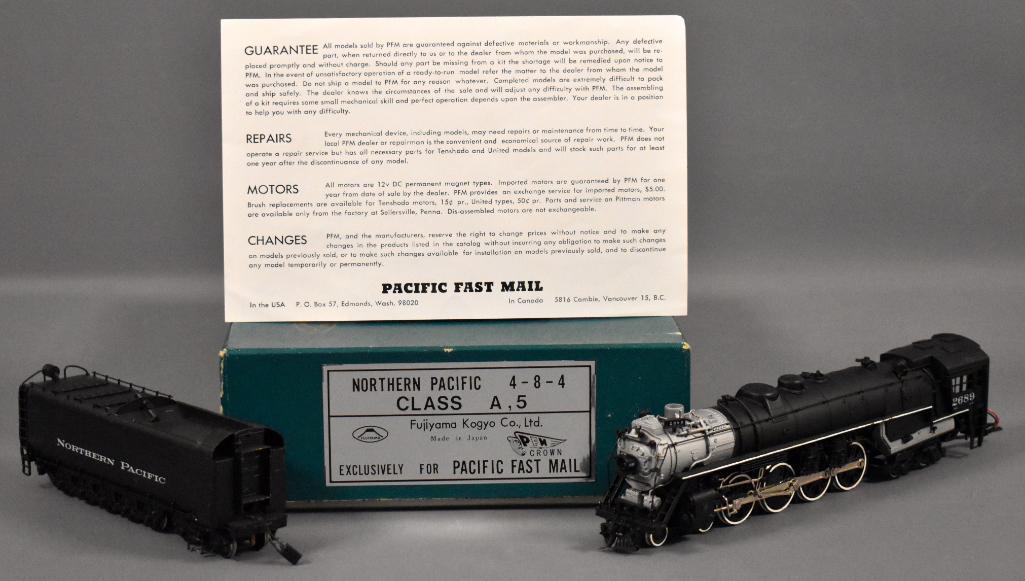 GUARANTEE All models sold by PFM are guaranteed against defective materials or workmanship. Any defective
part, when returned directly to us or to the dealer from whom the model was purchased, will be re-
placed promptly and without charge. Should any part be missing from a kit the shortage will be remedied upon notice to
PFM. In the event of unsatisfactory operation of a ready-to-run model refer the matter to the dealer from whom the model
was purchased. Do not ship a model to PFM for any reason whatever. Completed models are extremely difficult to pack
and ship safely. The dealer knows the circumstances of the sale and will adjust any difficulty with PFM. The assembling
of a kit requires some small mechanical skill and perfect operation depends upon the assembler. Your dealer is in a position
to help you with any difficulty.
REPAIRS Every mechanical device, including models, may need repairs or maintenance from time to time. Your
local PFM dealer or repairman is the convenient and economical source of repair work. PFM does not
operate a repair service but has all necessary parts for Tenshodo and United models and will stock such parts for at least
one year after the discontinuance of any model.
MOTORS All motors are 12v DC permanent magnet types. Imported motors are guaranteed by PFM for one
year from date of sale by the dealer. PFM provides an exchange service for imported motors, $5.00.
Brush replacements are available for Tenshodo motors, 15¢ pr., United types, 50¢ pr. Parts and service on Pittman motors
are available only from the factory at Sellersville, Penna. Dis-assembled motors are not exchangeable.
CHANGES PFM, and the manufacturers, reserve the right to change prices without notice and to make any
changes in the products listed in the catalog without incurring any obligation to make such changes
on models previously sold, or to make such changes available for installation on models previously sold, and to discontinue
any model temporarily or permanently.
PACIFIC FAST MAIL
In the USA P. O. Box 57, Edmonds, Wash. 98020 In Canada 5816 Cambie, Vancouver 15, B.C.
NORTHERN PACIFIC 4-8-4
CLASS A,5
Fujiyama Kogyo Co., Ltd.
Made in Japan
PFM
CROWN
EXCLUSIVELY FOR PACIFIC FAST MAIL
NORTHERN PACIFIC
2689